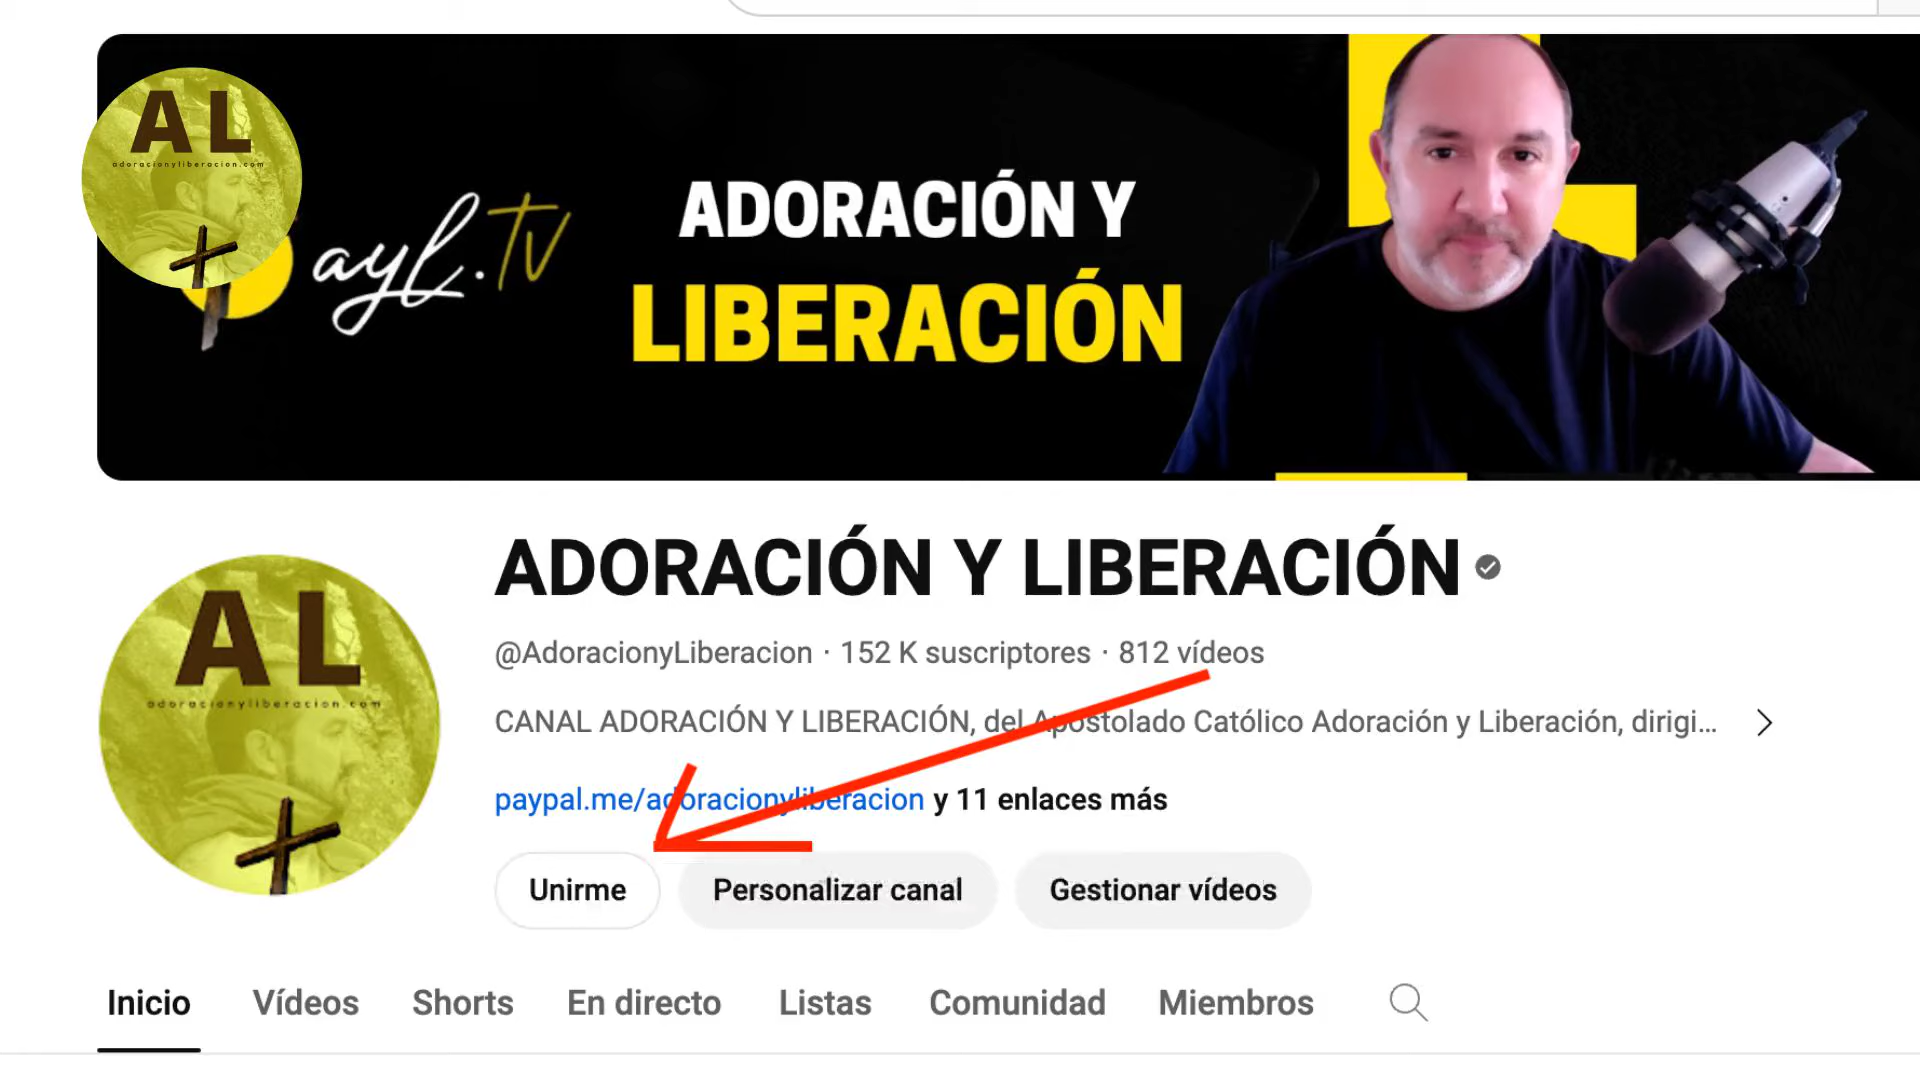 AL
adoracionyliberacion.com
ayl.TV
ADORACIÓN Y
LIBERACIÓN
ADORACIÓN Y LIBERACIÓN
@AdoracionyLiberacion · 152 K suscriptores · 812 vídeos
CANAL ADORACIÓN Y LIBERACIÓN, del Apostolado Católico Adoración y Liberación, dirigi...
paypal.me/adoracionyliberacion y 11 enlaces más
AL
adoracionyliberacion.com
Unirme Personalizar canal Gestionar vídeos
Inicio Vídeos Shorts En directo Listas Comunidad Miembros